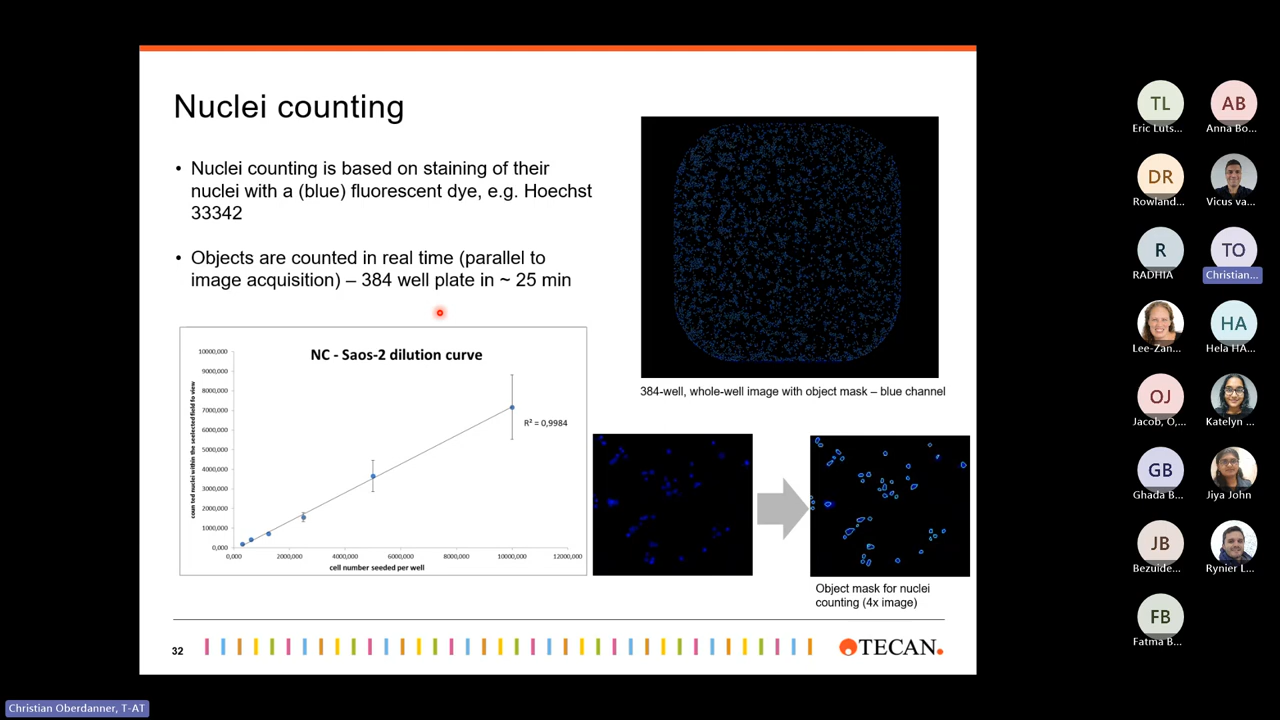 Nuclei counting
• Nuclei counting is based on staining of their
nuclei with a (blue) fluorescent dye, e.g. Hoechst
33342
• Objects are counted in real time (parallel to
image acquisition) – 384 well plate in ~ 25 min
NC - Saos-2 dilution curve
10000,000
9000,000
8000,000
7000,000
6000,000
5000,000
4000,000
3000,000
2000,000
1000,000
0,000
counted nuclei within the seelected field fo view
R² = 0,9984
0,000 2000,000 4000,000 6000,000 8000,000 10000,000 12000,000
cell number seeded per well
384-well, whole-well image with object mask – blue channel
Object mask for nuclei
counting (4x image)
32
TECAN.
TL
Eric Luts...
AB
Anna Bo...
DR
Rowland...
Vicus va...
R
RADHIA
TO
Christian...
Lee-Zan...
HA
Hela HA...
OJ
Jacob, O,...
Katelyn ...
GB
Ghada B...
Jiya John
JB
Bezuide...
Rynier L...
FB
Fatma B...
Christian Oberdanner, T-AT